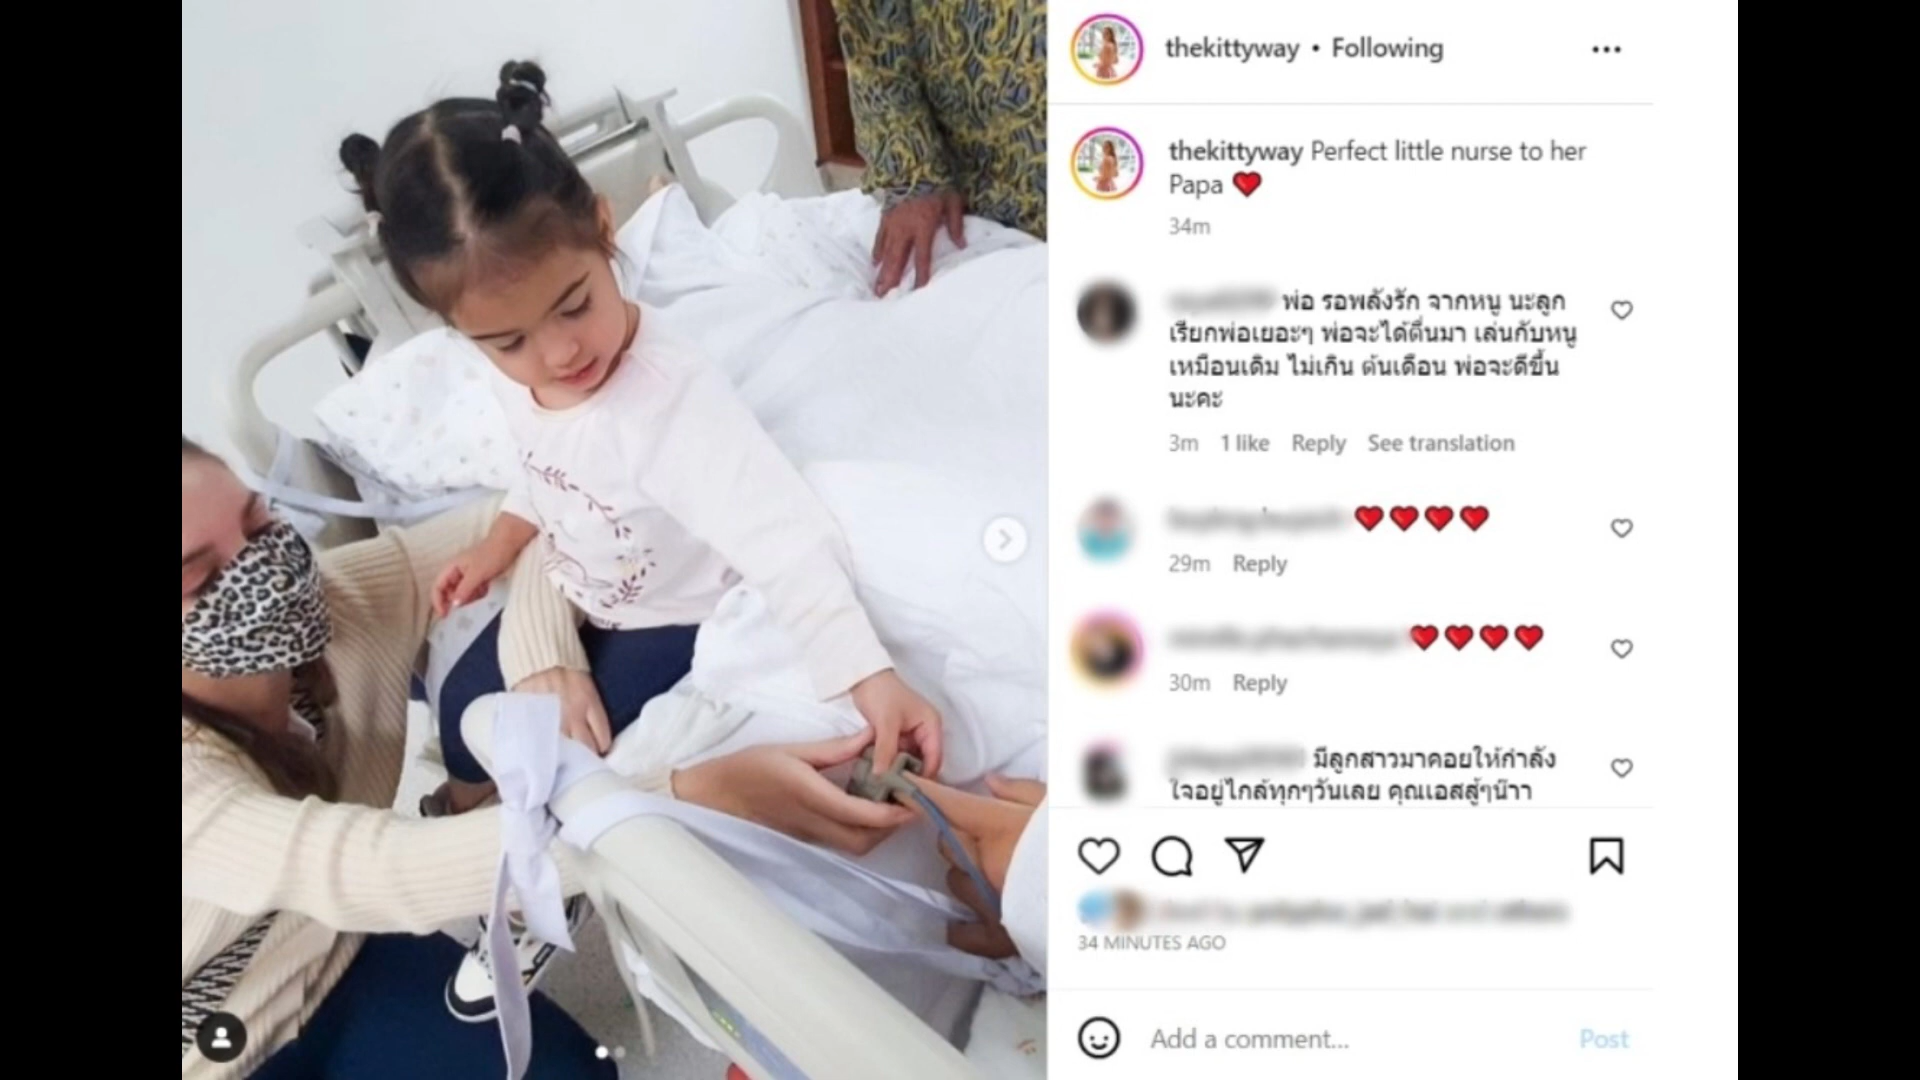 thekittyway • Following
thekittyway Perfect little nurse to her
Papa ❤️
34m
พ่อ รอพลังรัก จากหนู นะลูก
เรียกพ่อเยอะๆ พ่อจะได้ตื่นมา เล่นกับหนู
เหมือนเดิม ไม่เกิน ต้นเดือน พ่อจะดีขึ้น
นะคะ
3m 1 like Reply See translation
❤️❤️❤️❤️
29m Reply
❤️❤️❤️❤️
30m Reply
มีลูกสาวมาคอยให้กำลัง
ใจอยู่ไกล้ทุกๆวันเลย คุณเอสสู้ๆน๊าา
34 MINUTES AGO
Add a comment...
Post